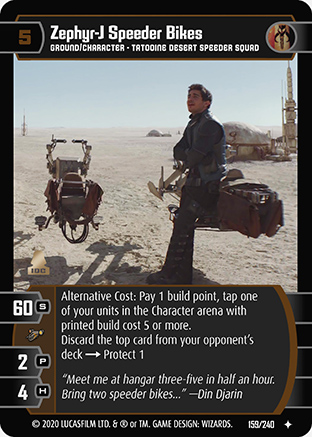 5
Zephyr-J Speeder Bikes
GROUND/CHARACTER • TATOOINE DESERT SPEEDER SQUAD
IDC
60 S
2 P
4 H
Alternative Cost: Pay 1 build point, tap one
of your units in the Character arena with
printed build cost 5 or more.
Discard the top card from your opponent's
deck → Protect 1
“Meet me at hangar three-five in half an hour.
Bring two speeder bikes...” —Din Djarin
© 2020 LUCASFILM LTD. & ® or TM. GAME DESIGN: WIZARDS. 159/240